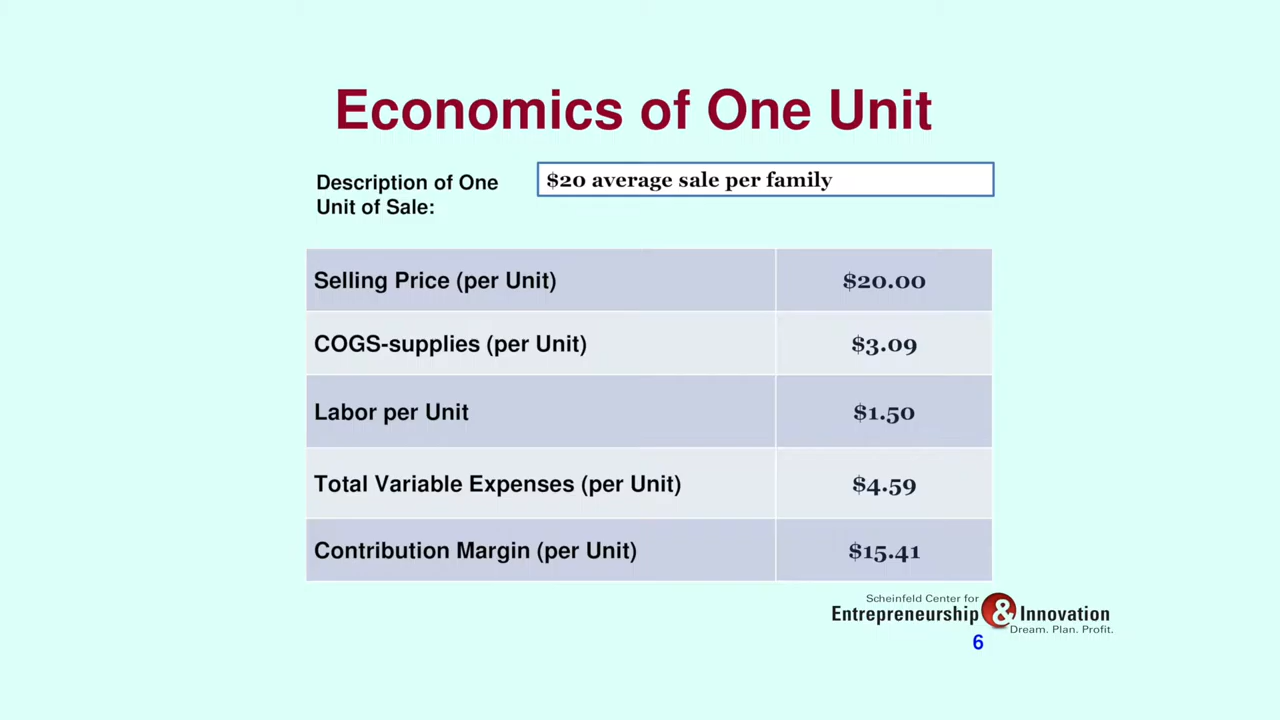 Economics of One Unit
Description of One
Unit of Sale:
$20 average sale per family
Selling Price (per Unit)
$20.00
COGS-supplies (per Unit)
$3.09
Labor per Unit
$1.50
Total Variable Expenses (per Unit)
$4.59
Contribution Margin (per Unit)
$15.41
Scheinfeld Center for
Entrepreneurship & Innovation
Dream. Plan. Profit.
6